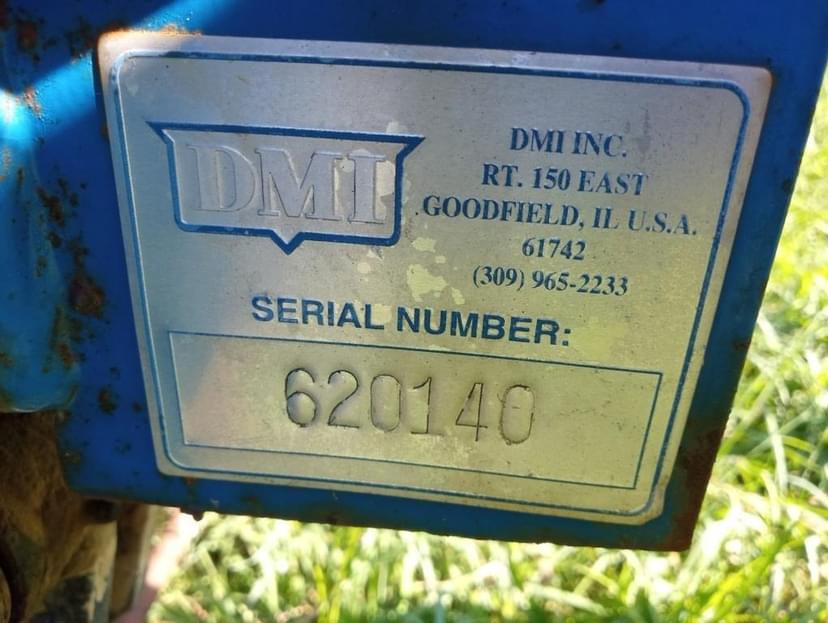 DMI
DMI INC.
RT. 150 EAST
GOODFIELD, IL U.S.A.
61742
(309) 965-2233
SERIAL NUMBER:
620140